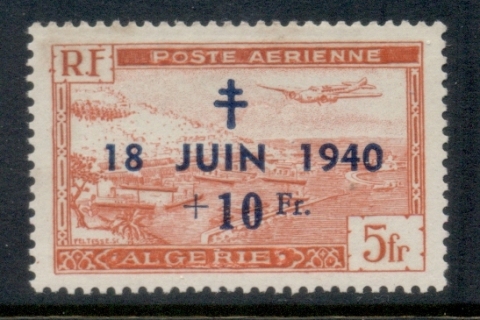 RF POSTE AERIENNE
18 JUIN 1940
+ 10 Fr.
5fr
ALGERIE